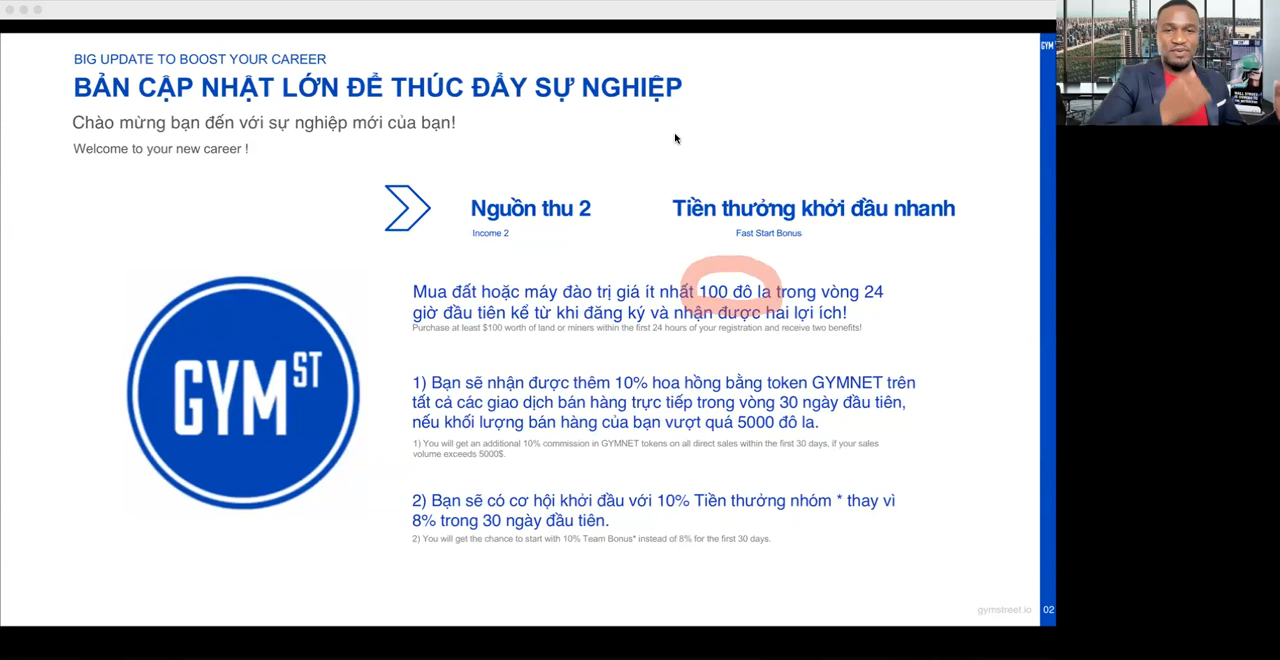 BIG UPDATE TO BOOST YOUR CAREER
BẢN CẬP NHẬT LỚN ĐỂ THÚC ĐẨY SỰ NGHIỆP
Chào mừng bạn đến với sự nghiệp mới của bạn!
Welcome to your new career !
Nguồn thu 2
Income 2
Tiền thưởng khởi đầu nhanh
Fast Start Bonus
GYM ST
Mua đất hoặc máy đào trị giá ít nhất 100 đô la trong vòng 24
giờ đầu tiên kể từ khi đăng ký và nhận được hai lợi ích!
Purchase at least $100 worth of land or miners within the first 24 hours of your registration and receive two benefits!
1) Bạn sẽ nhận được thêm 10% hoa hồng bằng token GYMNET trên
tất cả các giao dịch bán hàng trực tiếp trong vòng 30 ngày đầu tiên,
nếu khối lượng bán hàng của bạn vượt quá 5000 đô la.
1) You will get an additional 10% commission in GYMNET tokens on all direct sales within the first 30 days, if your sales
volume exceeds 5000$.
2) Bạn sẽ có cơ hội khởi đầu với 10% Tiền thưởng nhóm * thay vì
8% trong 30 ngày đầu tiên.
2) You will get the chance to start with 10% Team Bonus* instead of 8% for the first 30 days.
gymstreet.io
02
GYM